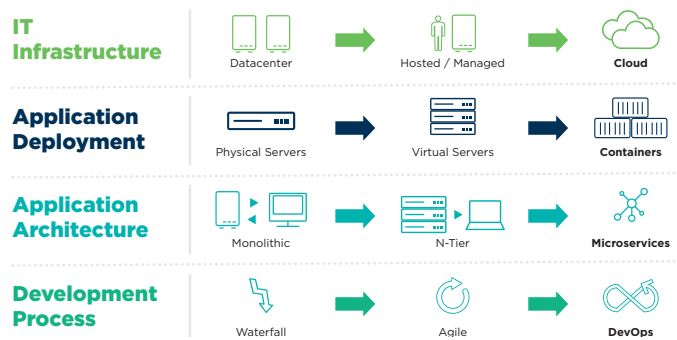 IT
Infrastructure
Datacenter
Hosted / Managed
Cloud
Application
Deployment
Physical Servers
Virtual Servers
Containers
Application
Architecture
Monolithic
N-Tier
Microservices
Development
Process
Waterfall
Agile
DevOps